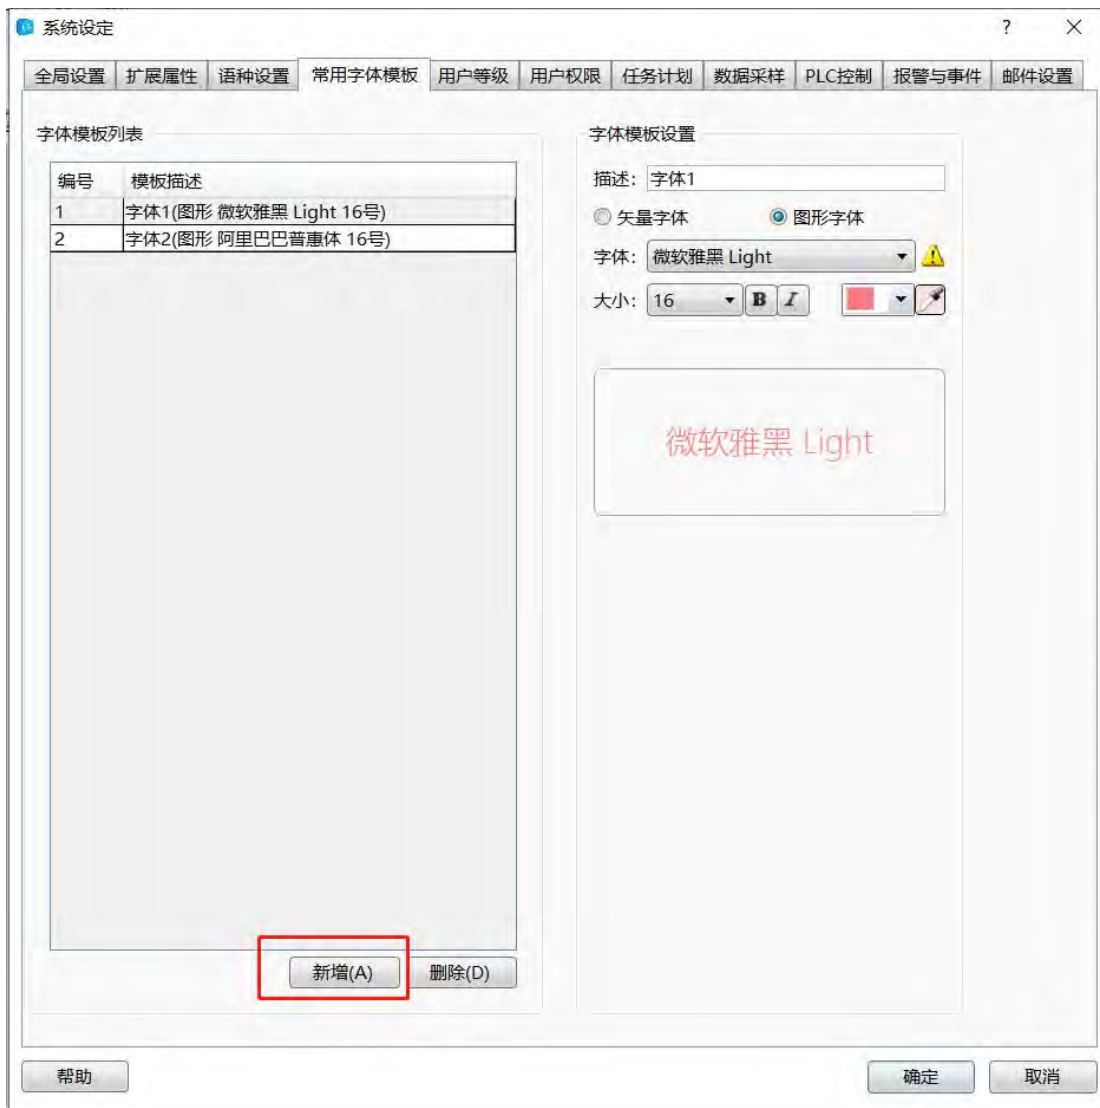 系统设定 ?
全局设置 扩展属性 语种设置 常用字体模板 用户等级 用户权限 任务计划 数据采样 PLC控制 报警与事件 邮件设置
字体模板列表
编号 模板描述
1 字体1(图形 微软雅黑 Light 16号)
2 字体2(图形 阿里巴巴普惠体 16号)
新增(A) 删除(D)
字体模板设置
描述: 字体1
矢量字体 图形字体
字体: 微软雅黑 Light
大小: 16 B I
微软雅黑 Light
帮助 确定 取消